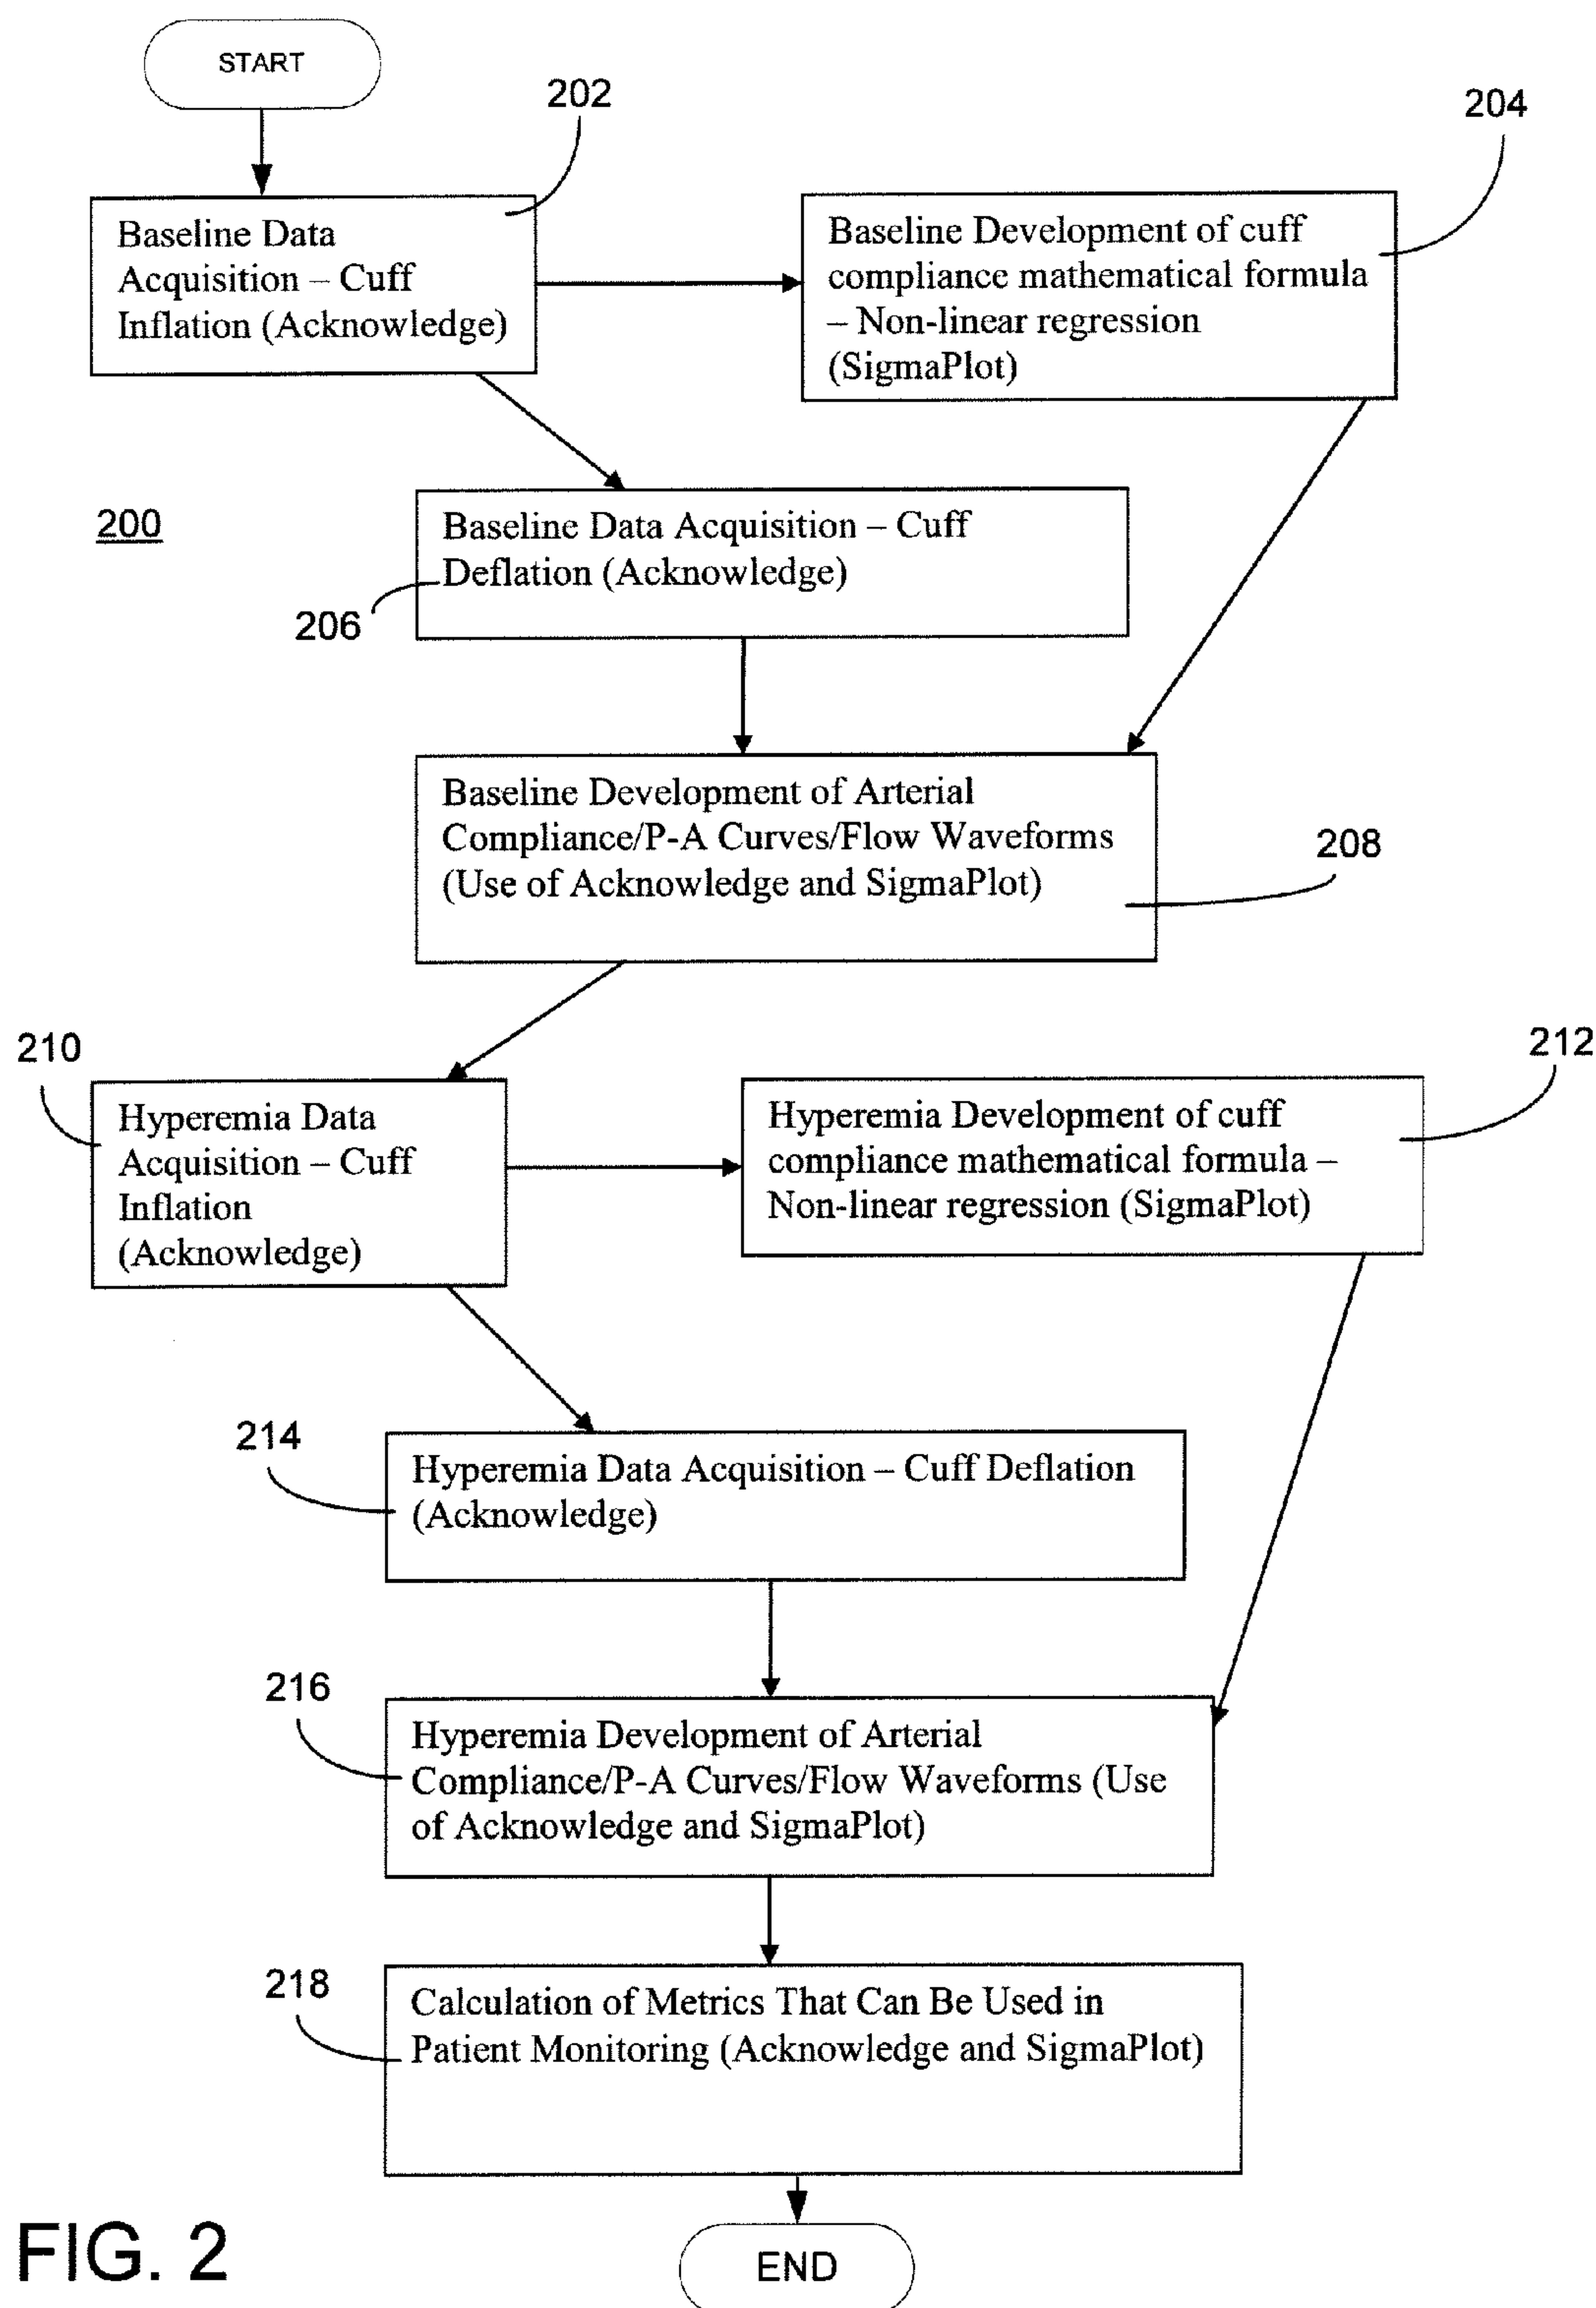 START
202
204
Baseline Data
Acquisition – Cuff
Inflation (Acknowledge)
Baseline Development of cuff
compliance mathematical formula
– Non-linear regression
(SigmaPlot)
200
Baseline Data Acquisition – Cuff
Deflation (Acknowledge)
206
Baseline Development of Arterial
Compliance/P-A Curves/Flow Waveforms
(Use of Acknowledge and SigmaPlot)
208
210
212
Hyperemia Data
Acquisition – Cuff
Inflation
(Acknowledge)
Hyperemia Development of cuff
compliance mathematical formula –
Non-linear regression (SigmaPlot)
214
Hyperemia Data Acquisition – Cuff Deflation
(Acknowledge)
216
Hyperemia Development of Arterial
Compliance/P-A Curves/Flow Waveforms (Use
of Acknowledge and SigmaPlot)
218
Calculation of Metrics That Can Be Used in
Patient Monitoring (Acknowledge and SigmaPlot)
FIG. 2
END